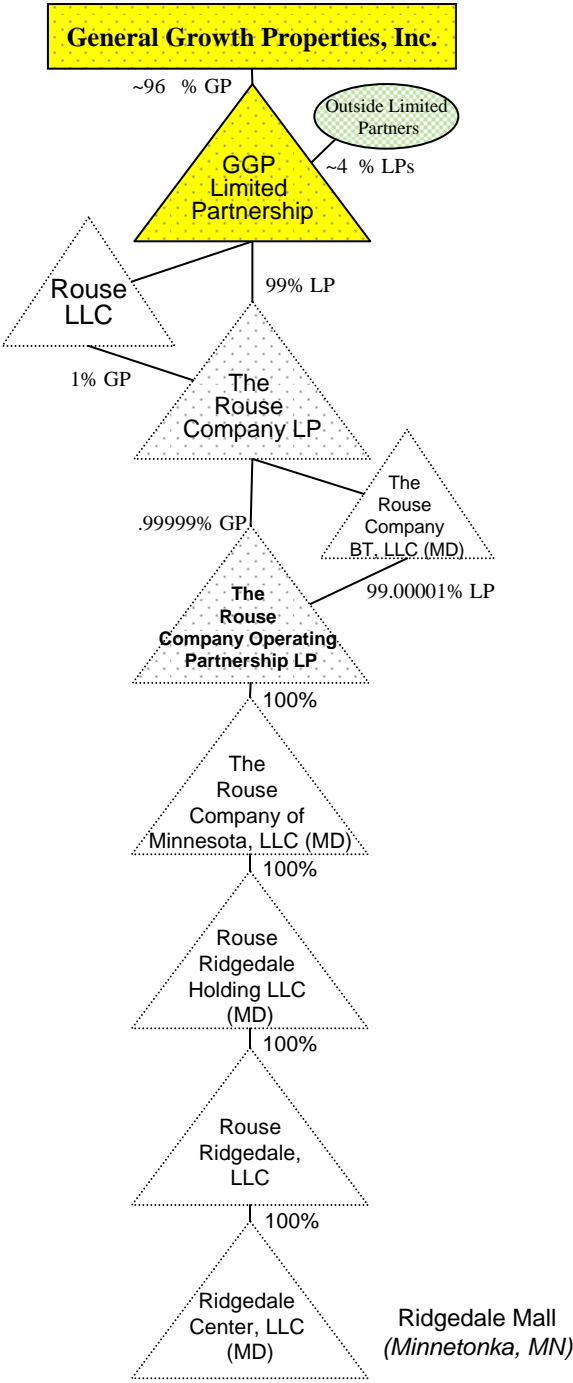 General Growth Properties, Inc.
~96 % GP
Outside Limited
Partners
~4 % LPs
GGP
Limited
Partnership
Rouse
LLC
99% LP
1% GP
The
Rouse
Company LP
The
Rouse
Company
BT, LLC (MD)
.99999% GP
99.00001% LP
The
Rouse
Company Operating
Partnership LP
100%
The
Rouse
Company of
Minnesota, LLC (MD)
100%
Rouse
Ridgedale
Holding LLC
(MD)
100%
Rouse
Ridgedale,
LLC
100%
Ridgedale
Center, LLC
(MD)
Ridgedale Mall
(Minnetonka, MN)